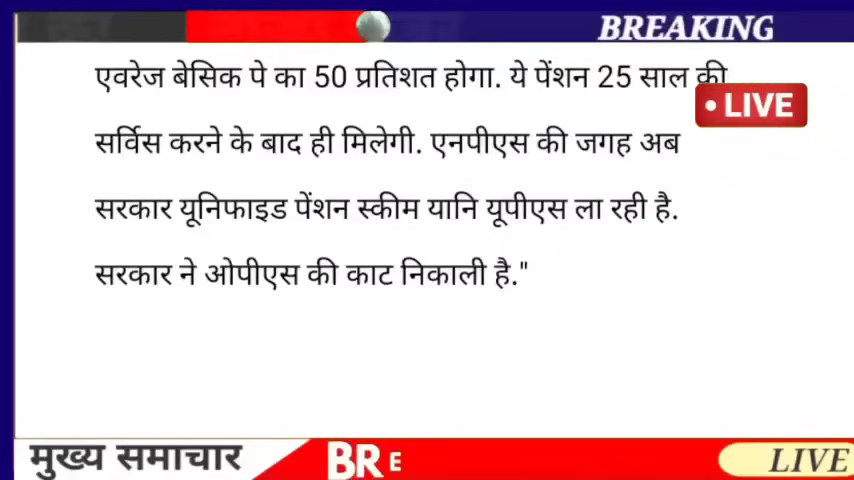 BREAKING
एवरेज बेसिक पे का 50 प्रतिशत होगा. ये पेंशन 25 साल की
• LIVE
सर्विस करने के बाद ही मिलेगी. एनपीएस की जगह अब
सरकार यूनिफाइड पेंशन स्कीम यानि यूपीएस ला रही है.
सरकार ने ओपीएस की काट निकाली है."
मुख्य समाचार BRE LIVE